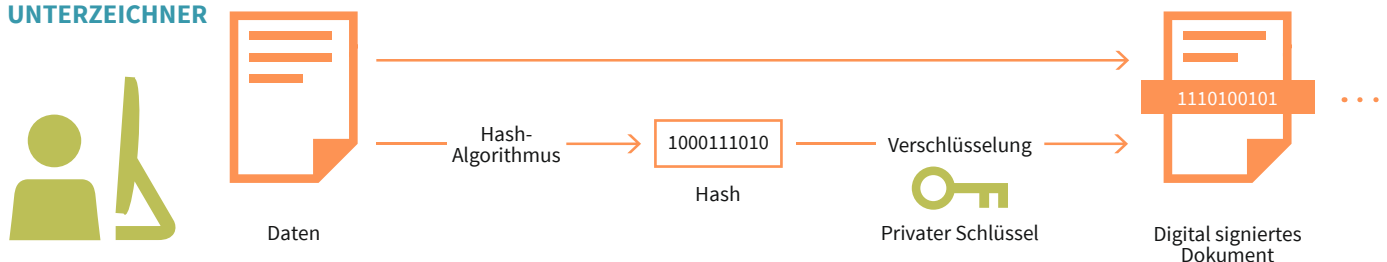 UNTERZEICHNER
1110100101
Hash-
Algorithmus
1000111010
Verschlüsselung
Hash
Daten
Privater Schlüssel
Digital signiertes
Dokument